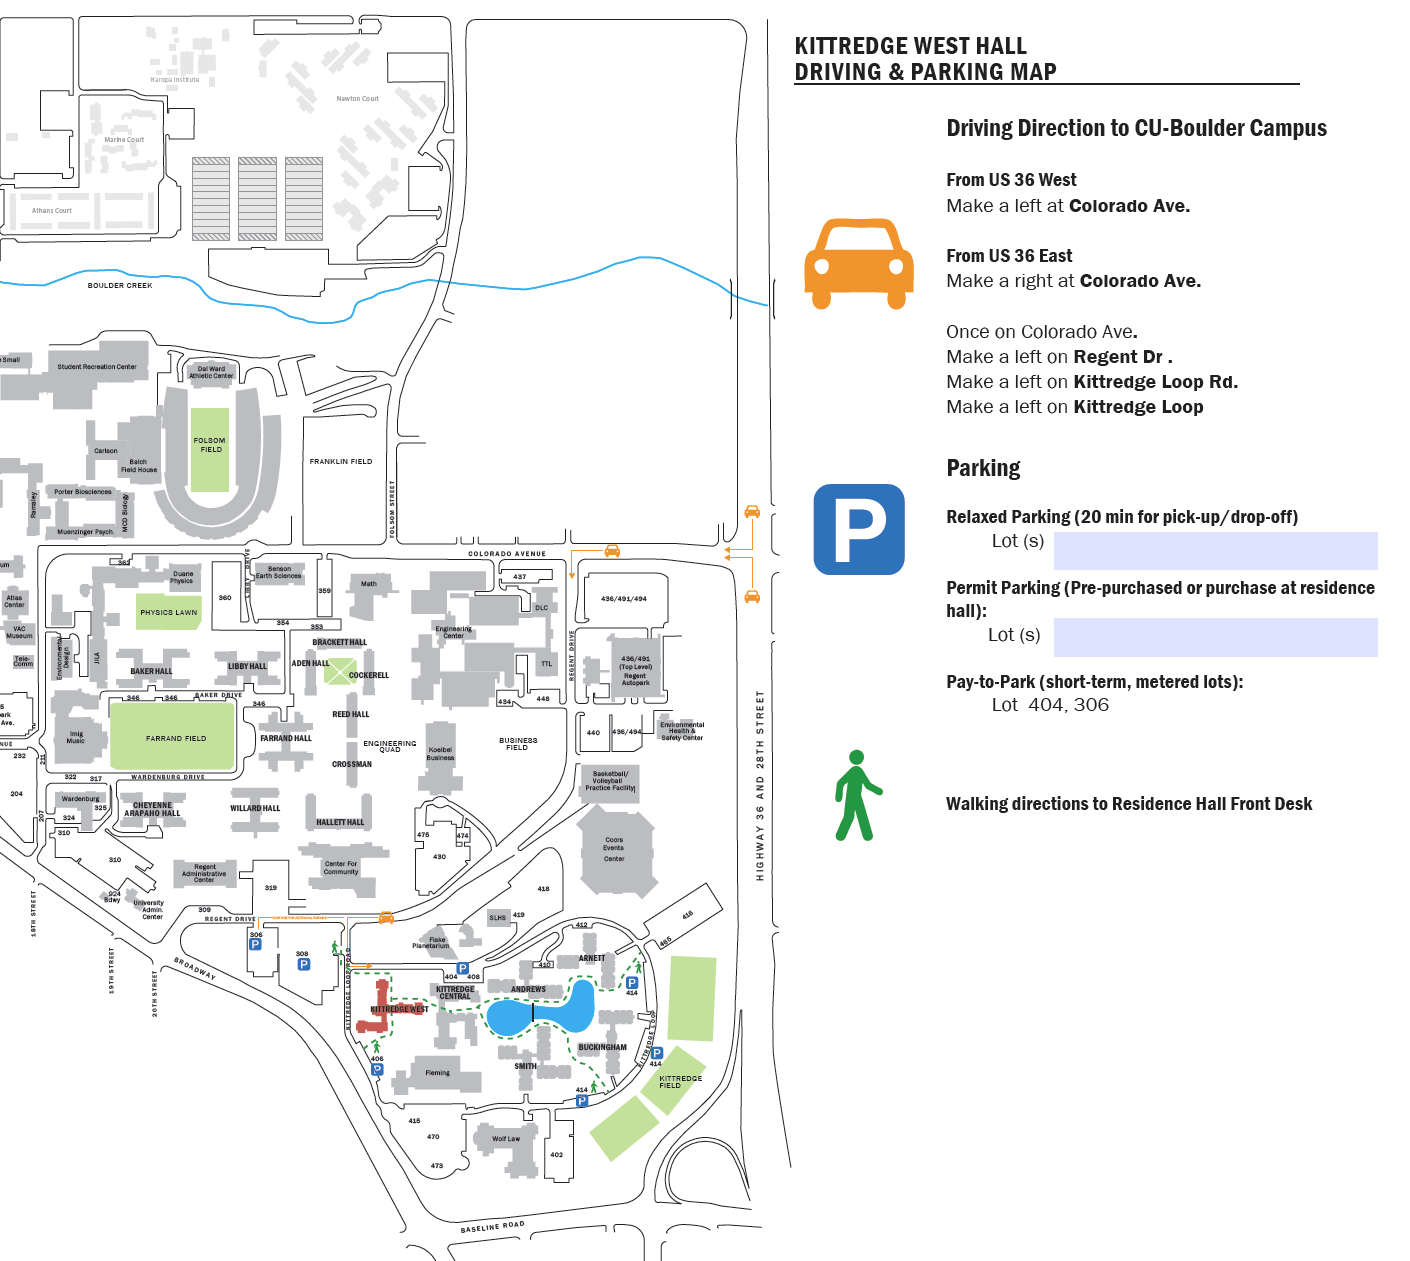 KITTREDGE WEST HALL
DRIVING & PARKING MAP
Driving Direction to CU-Boulder Campus
From US 36 West
Make a left at Colorado Ave.
From US 36 East
Make a right at Colorado Ave.
Once on Colorado Ave.
Make a left on Regent Dr .
Make a left on Kittredge Loop Rd.
Make a left on Kittredge Loop
Parking
P
Relaxed Parking (20 min for pick-up/drop-off)
Lot (s)
Permit Parking (Pre-purchased or purchase at residence
hall):
Lot (s)
Pay-to-Park (short-term, metered lots):
Lot 404, 306
Walking directions to Residence Hall Front Desk
Naropa Institute
Newton Court
Marine Court
Athens Court
BOULDER CREEK
Small
Student Recreation Center
Dal Ward
Athletic Center
FOLSOM
FIELD
Carlson
Balch
Field House
FRANKLIN FIELD
Porter Biosciences
Ramaley
MCD Biology
Muenzinger Psych.
FOLSOM STREET
COLORADO AVENUE
um
362
Duane
Physics
LIBBY DRIVE
Benson
Earth Sciences
359
Math
437
436/491/494
Atlas
Center
360
PHYSICS LAWN
DLC
VAC
Museum
354
353
Engineering
Center
Environmental
Design
JILA
BRACKETT HALL
REGENT DRIVE
Tele-
Comm
BAKER HALL
LIBBY HALL
ADEN HALL
COCKERELL
TTL
436/491
(Top Level)
Regent
Autopark
346
346
BAKER DRIVE
346
434
448
5
ark
Ave.
REED HALL
Imig
Music
FARRAND FIELD
FARRAND HALL
ENGINEERING
QUAD
Koelbel
Business
BUSINESS
FIELD
440
436/494
Environmental
Health &
Safety Center
NUE
232
211
CROSSMAN
322
317
WARDENBURG DRIVE
Basketball/
Volleyball
Practice Facility
204
Wardenburg
325
324
207
CHEYENNE
ARAPAHO HALL
WILLARD HALL
HALLETT HALL
310
475
474
430
Coors
Events
Center
310
Regent
Administrative
Center
Center For
Community
HIGHWAY 36 AND 28TH STREET
924
Bdwy
University
Admin.
Center
319
418
18TH STREET
309
REGENT DRIVE
SLHS
419
416
465
412
306
P
308
P
Fiske
Planetarium
BROADWAY
19TH STREET
20TH STREET
KITTREDGE LOOP ROAD
P
404
408
410
ARNETT
ANDREWS
P
414
KITTREDGE
CENTRAL
KITTREDGE WEST
KITTREDGE LOOP
BUCKINGHAM
406
P
SMITH
P
414
Fleming
KITTREDGE
FIELD
414
P
415
470
473
Wolf Law
402
BASELINE ROAD